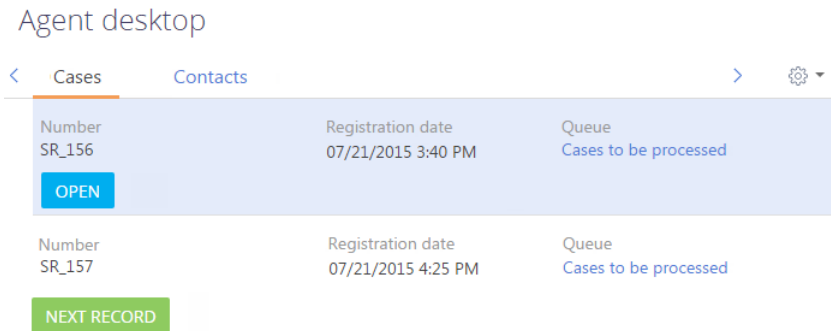 Agent desktop
Cases Contacts
Number Registration date Queue
SR_156 07/21/2015 3:40 PM Cases to be processed
OPEN
Number Registration date Queue
SR_157 07/21/2015 4:25 PM Cases to be processed
NEXT RECORD